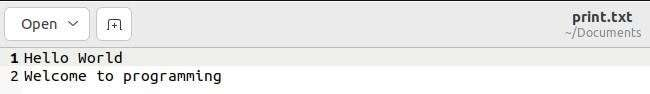 Open
print.txt
~/Documents
1 Hello World
2 Welcome to programming